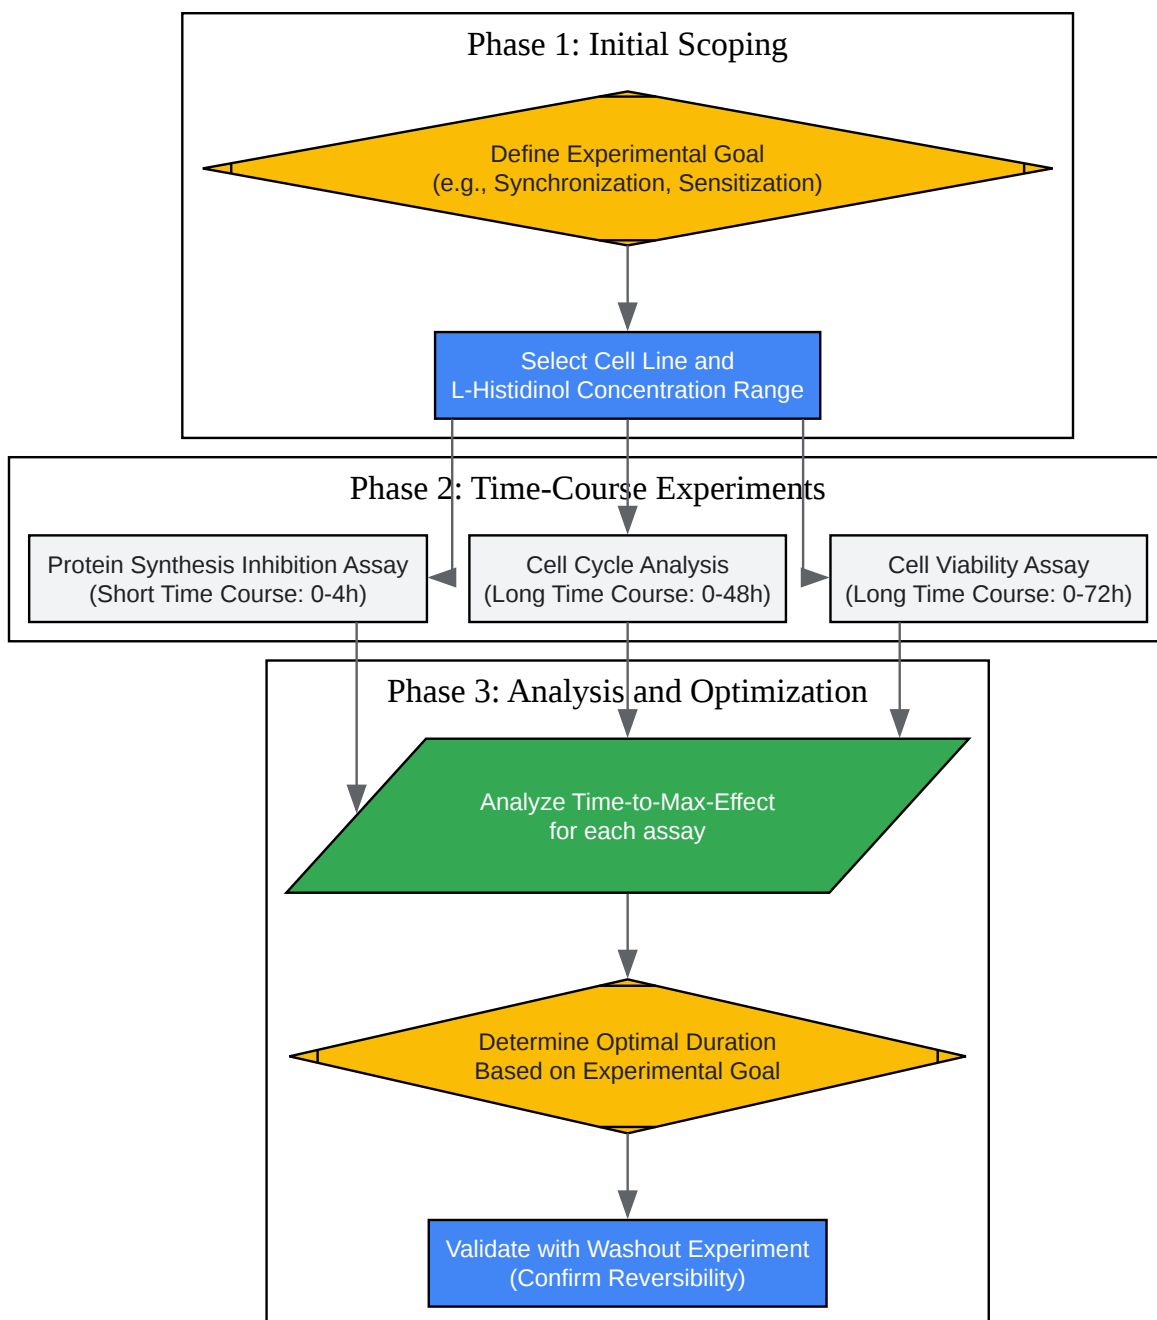 Phase 1: Initial Scoping
Define Experimental Goal
(e.g., Synchronization, Sensitization)
Select Cell Line and
L-Histidinol Concentration Range
Phase 2: Time-Course Experiments
Protein Synthesis Inhibition Assay
(Short Time Course: 0-4h)
Cell Cycle Analysis
(Long Time Course: 0-48h)
Cell Viability Assay
(Long Time Course: 0-72h)
Phase 3: Analysis and Optimization
Analyze Time-to-Max-Effect
for each assay
Determine Optimal Duration
Based on Experimental Goal
Validate with Washout Experiment
(Confirm Reversibility)